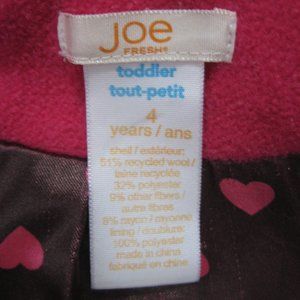 joe
FRESH®
toddler
tout-petit
4
years / ans
shell / extérieur:
51% recycled wool /
laine recyclée
32% polyester
9% other fibers /
autre fibres
8% rayon / rayonne
lining / doublure:
100% polyester
made in china
fabriqué en chine